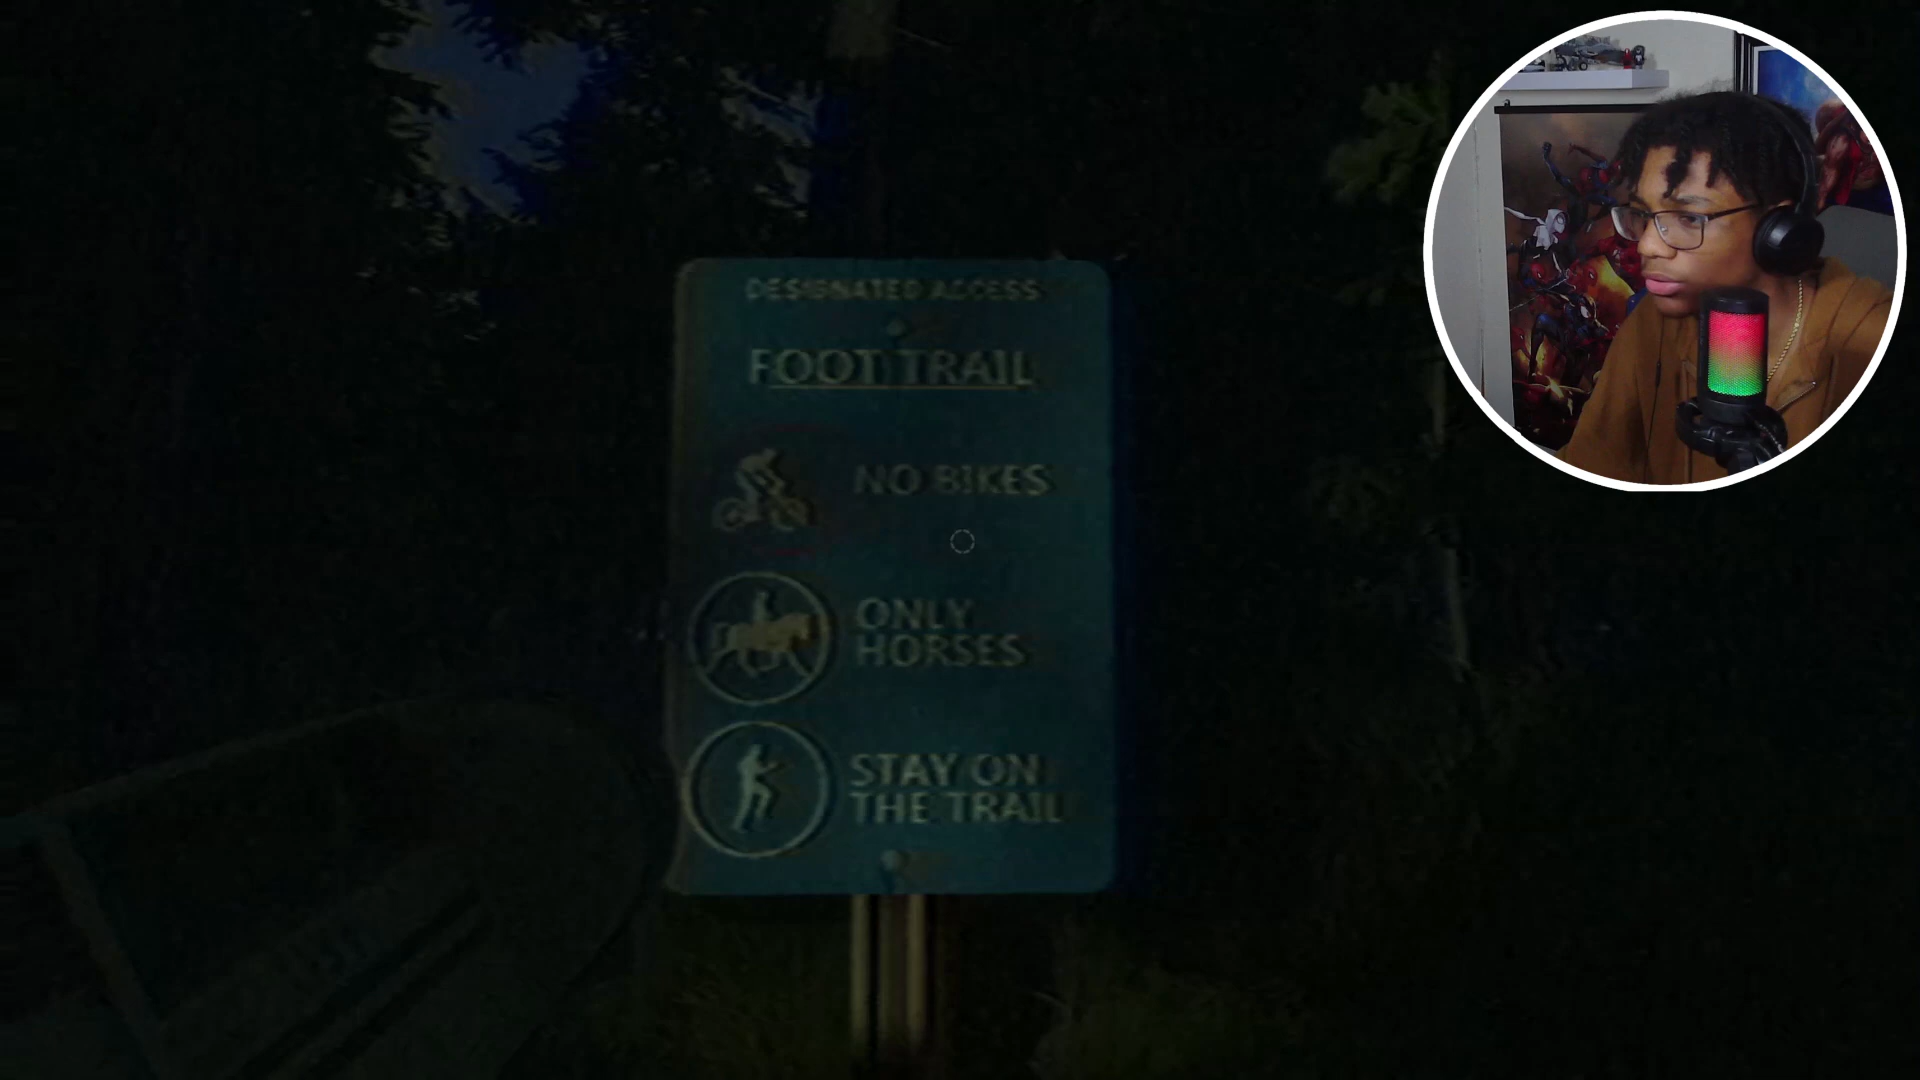 DESIGNATED ACCESS
FOOT TRAIL
NO BIKES
ONLY
HORSES
STAY ON
THE TRAIL